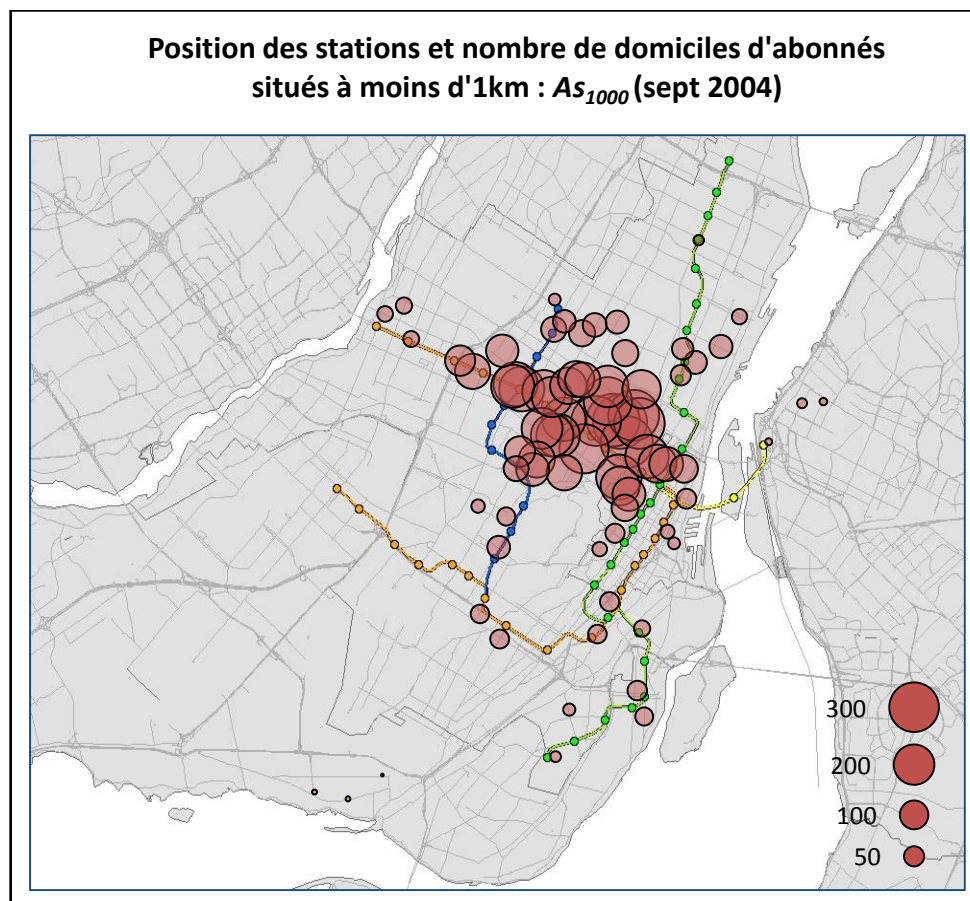 Position des stations et nombre de domiciles d'abonnés
situés à moins d'1km : As1000 (sept 2004)
300
200
100
50